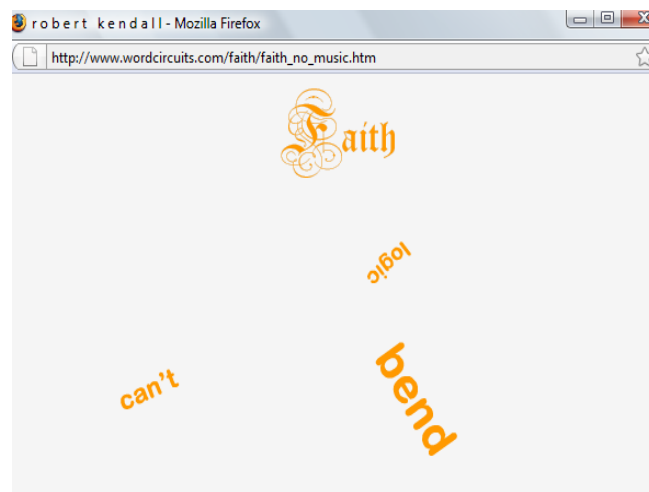 robert kendall - Mozilla Firefox
http://www.wordcircuits.com/faith/faith_no_music.htm
Faith
logic
can't
bend